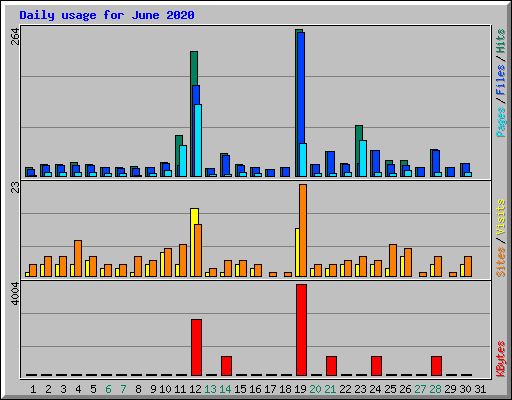 Daily usage for June 2020
264
Pages / Files / Hits
23
Sites / Visits
4004
KBytes
1 2 3 4 5 6 7 8 9 10 11 12 13 14 15 16 17 18 19 20 21 22 23 24 25 26 27 28 29 30 31